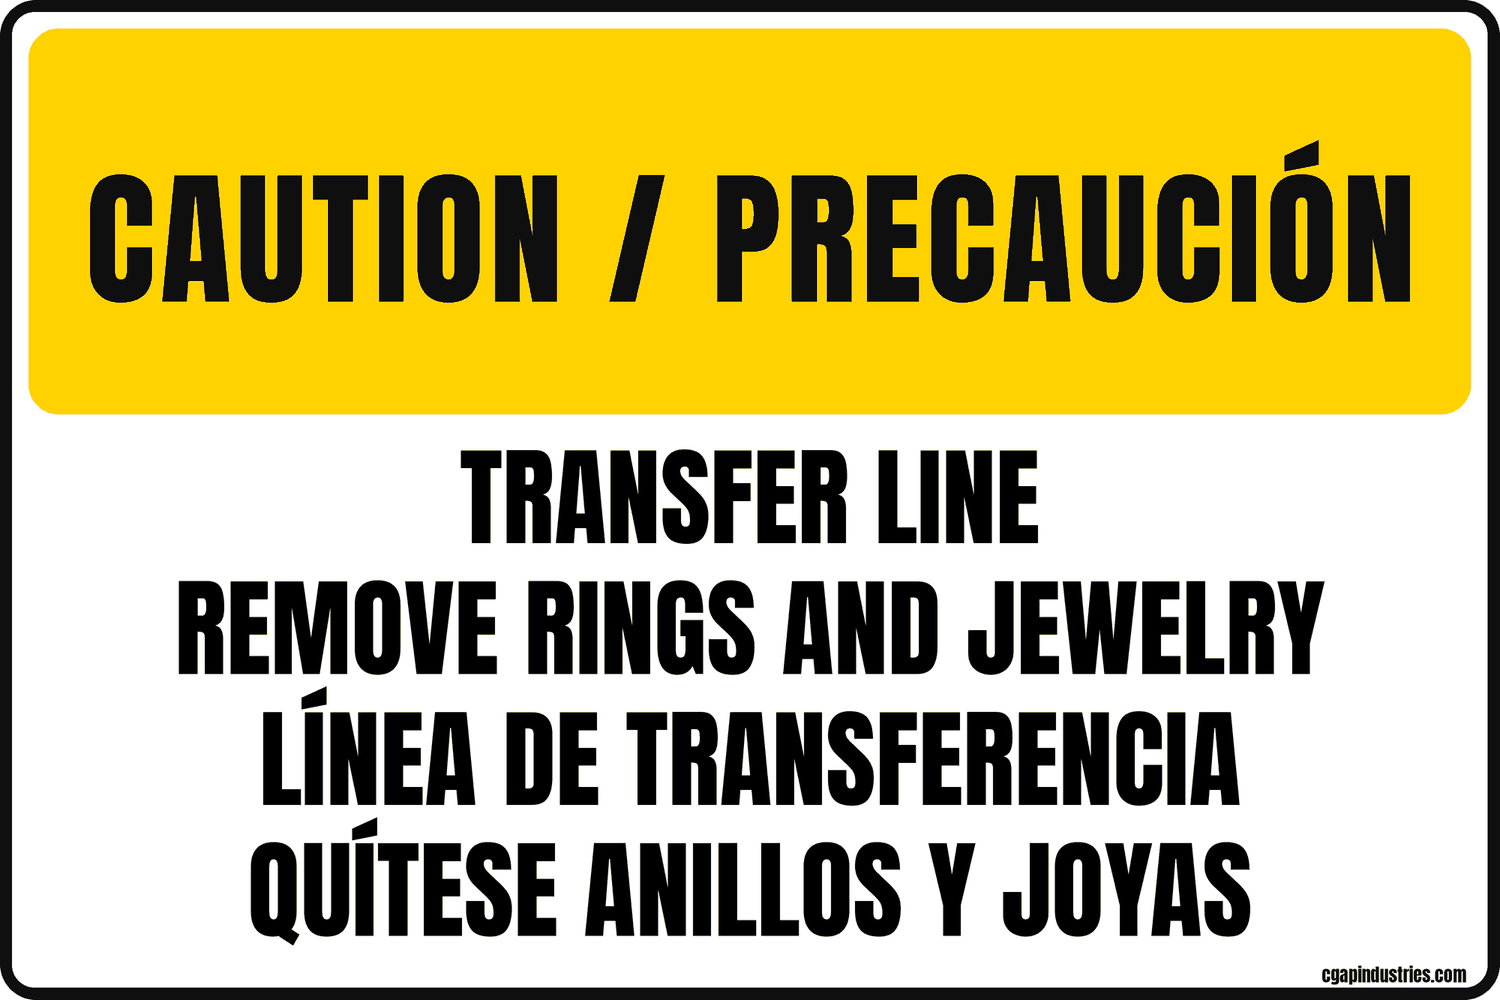 CAUTION / PRECAUCIÓN
TRANSFER LINE
REMOVE RINGS AND JEWELRY
LÍNEA DE TRANSFERENCIA
QUÍTESE ANILLOS Y JOYAS
cgapindustries.com